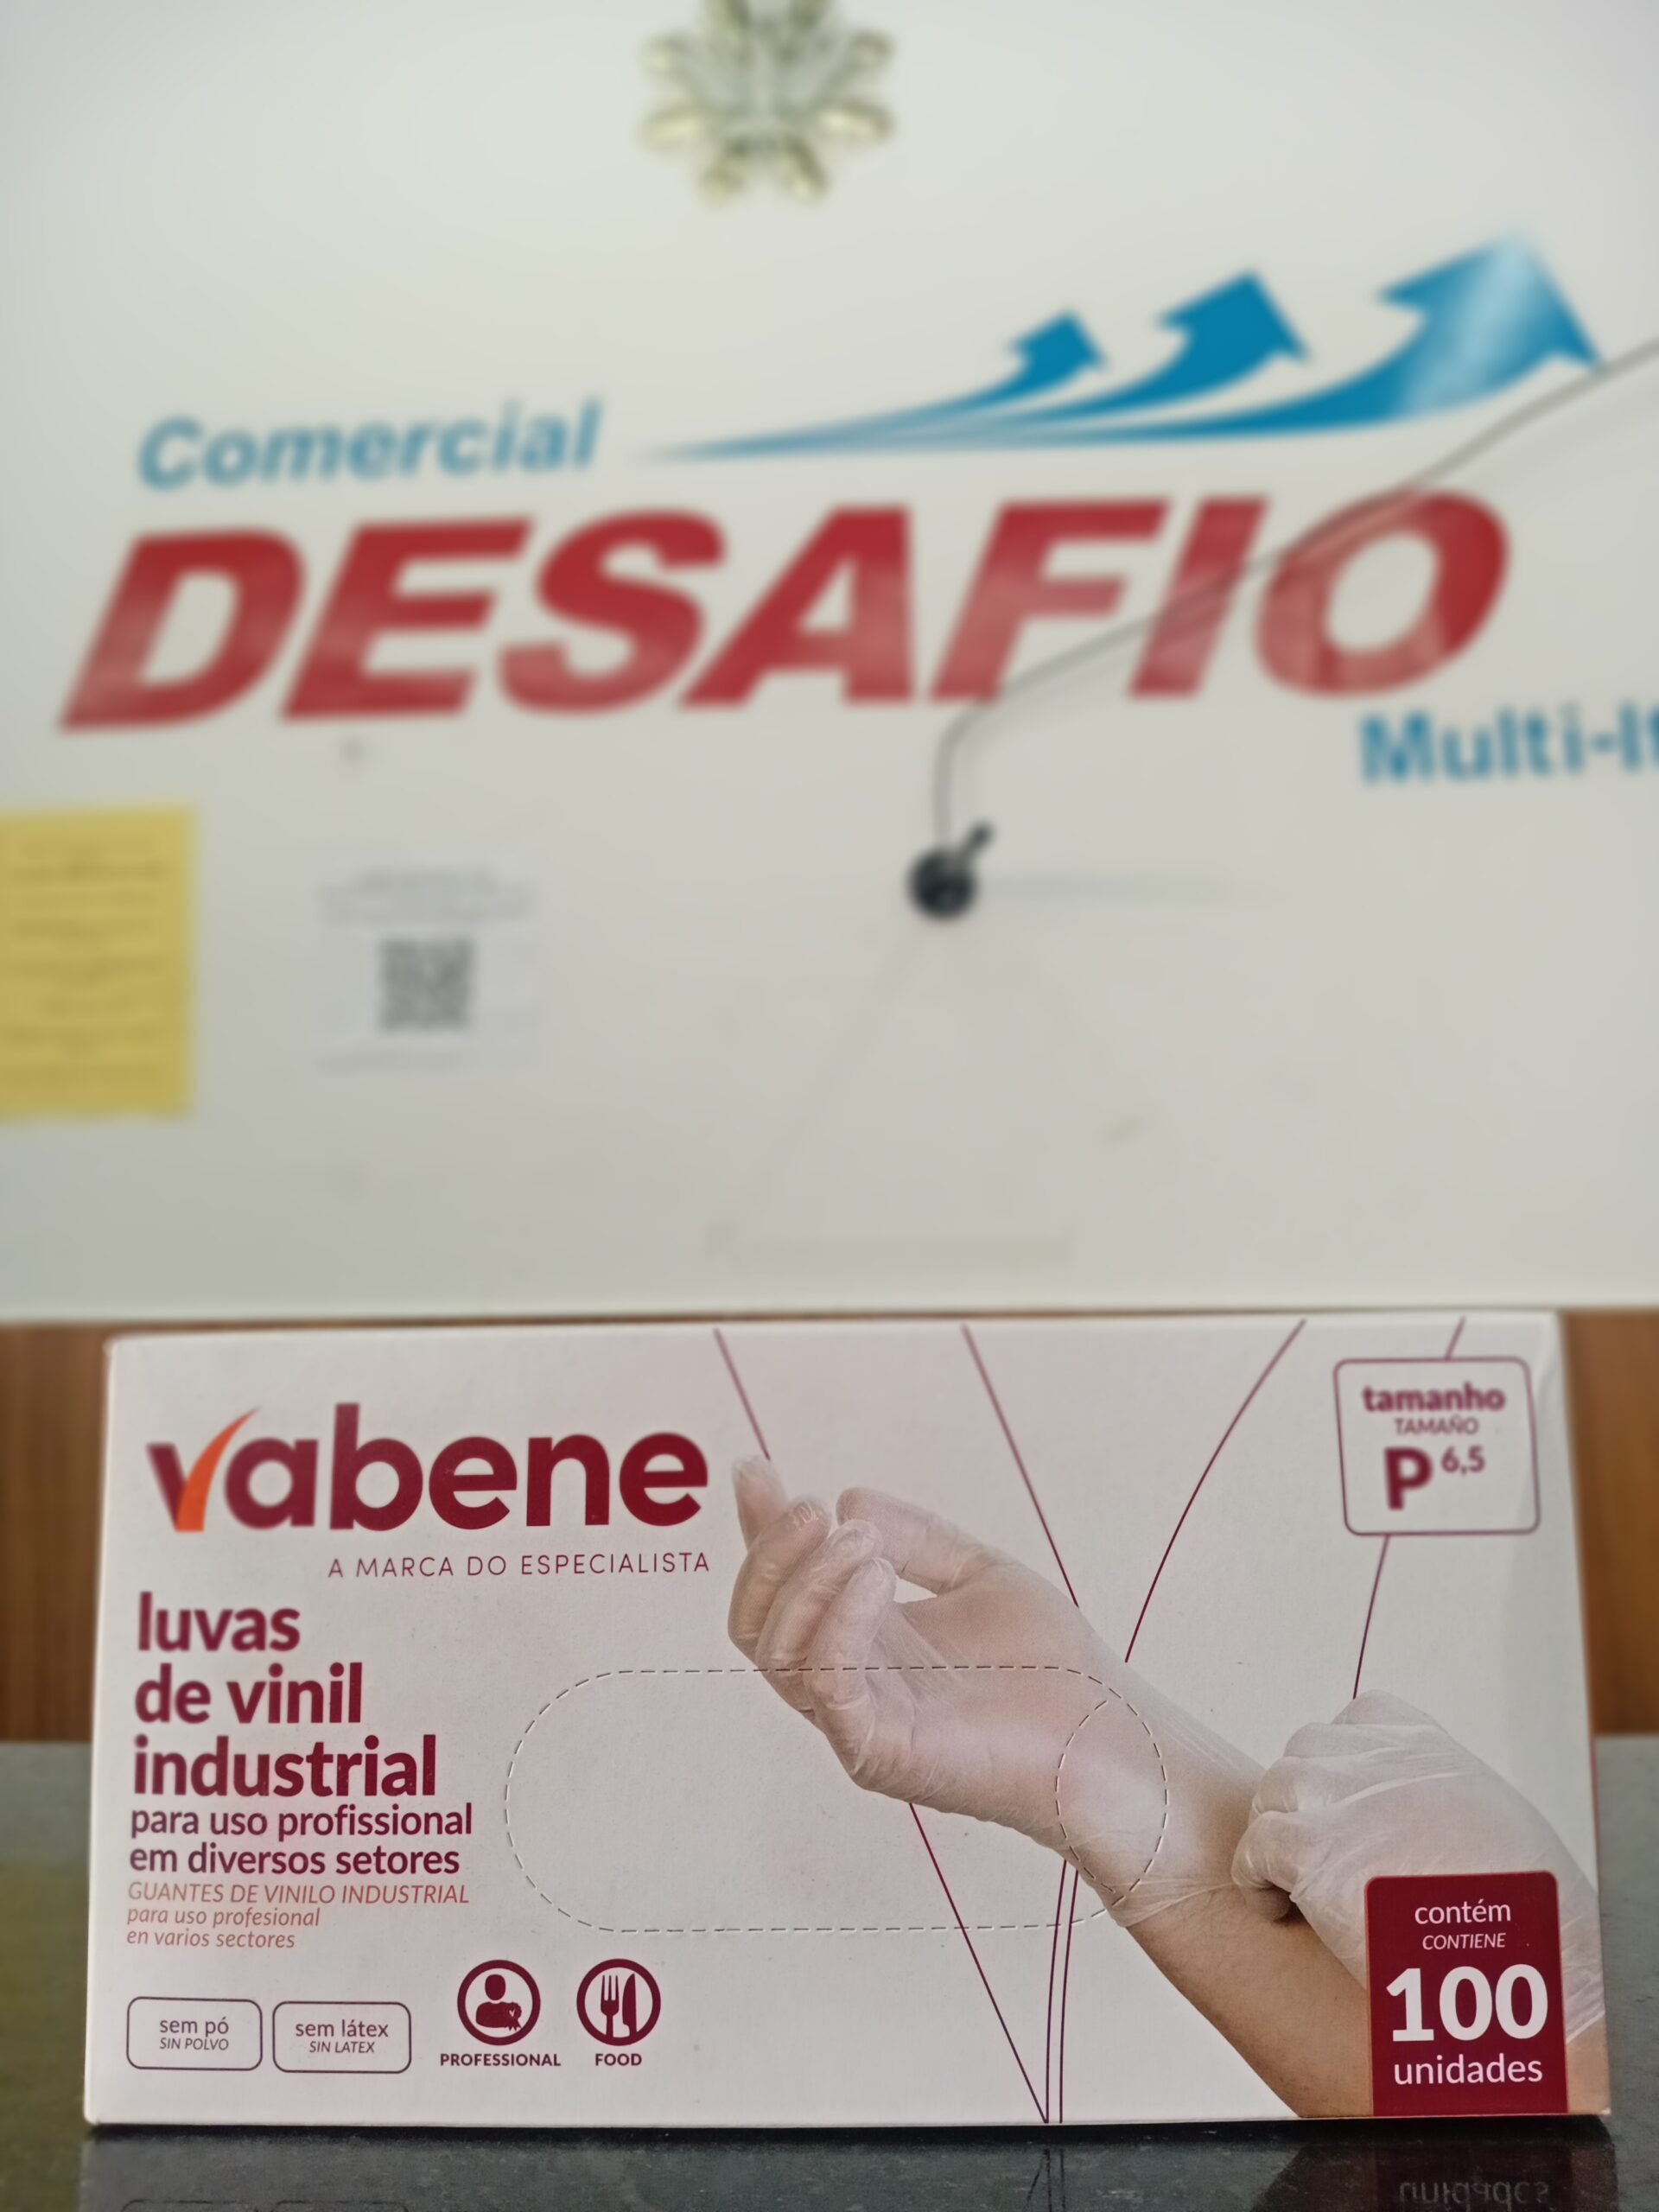 Comercial
DESAFIO
Multi-It
vabene
A MARCA DO ESPECIALISTA
luvas
de vinil
industrial
para uso profissional
em diversos setores
GUANTES DE VINILO INDUSTRIAL
para uso profesional
en varios sectores
sem pó
SIN POLVO
sem látex
SIN LATEX
PROFESSIONAL
FOOD
tamanho
TAMAÑO
P 6,5
contém
CONTIENE
100
unidades